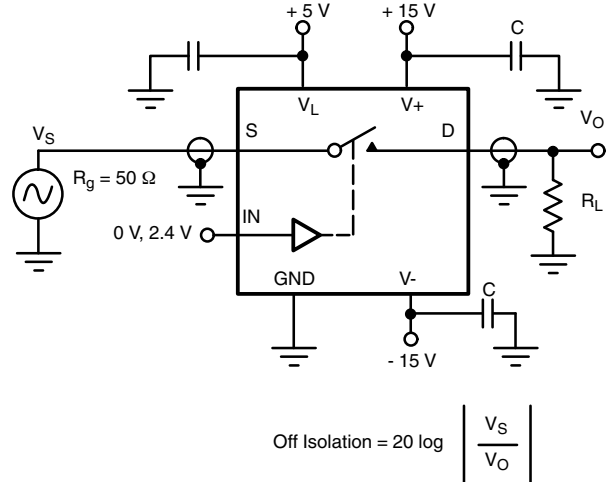 + 5 V
+ 15 V
C
V_L
V+
V_S
S
D
V_O
R_g = 50 Ω
R_L
IN
0 V, 2.4 V
GND
V-
C
- 15 V
Off Isolation = 20 log | V_S / V_O |